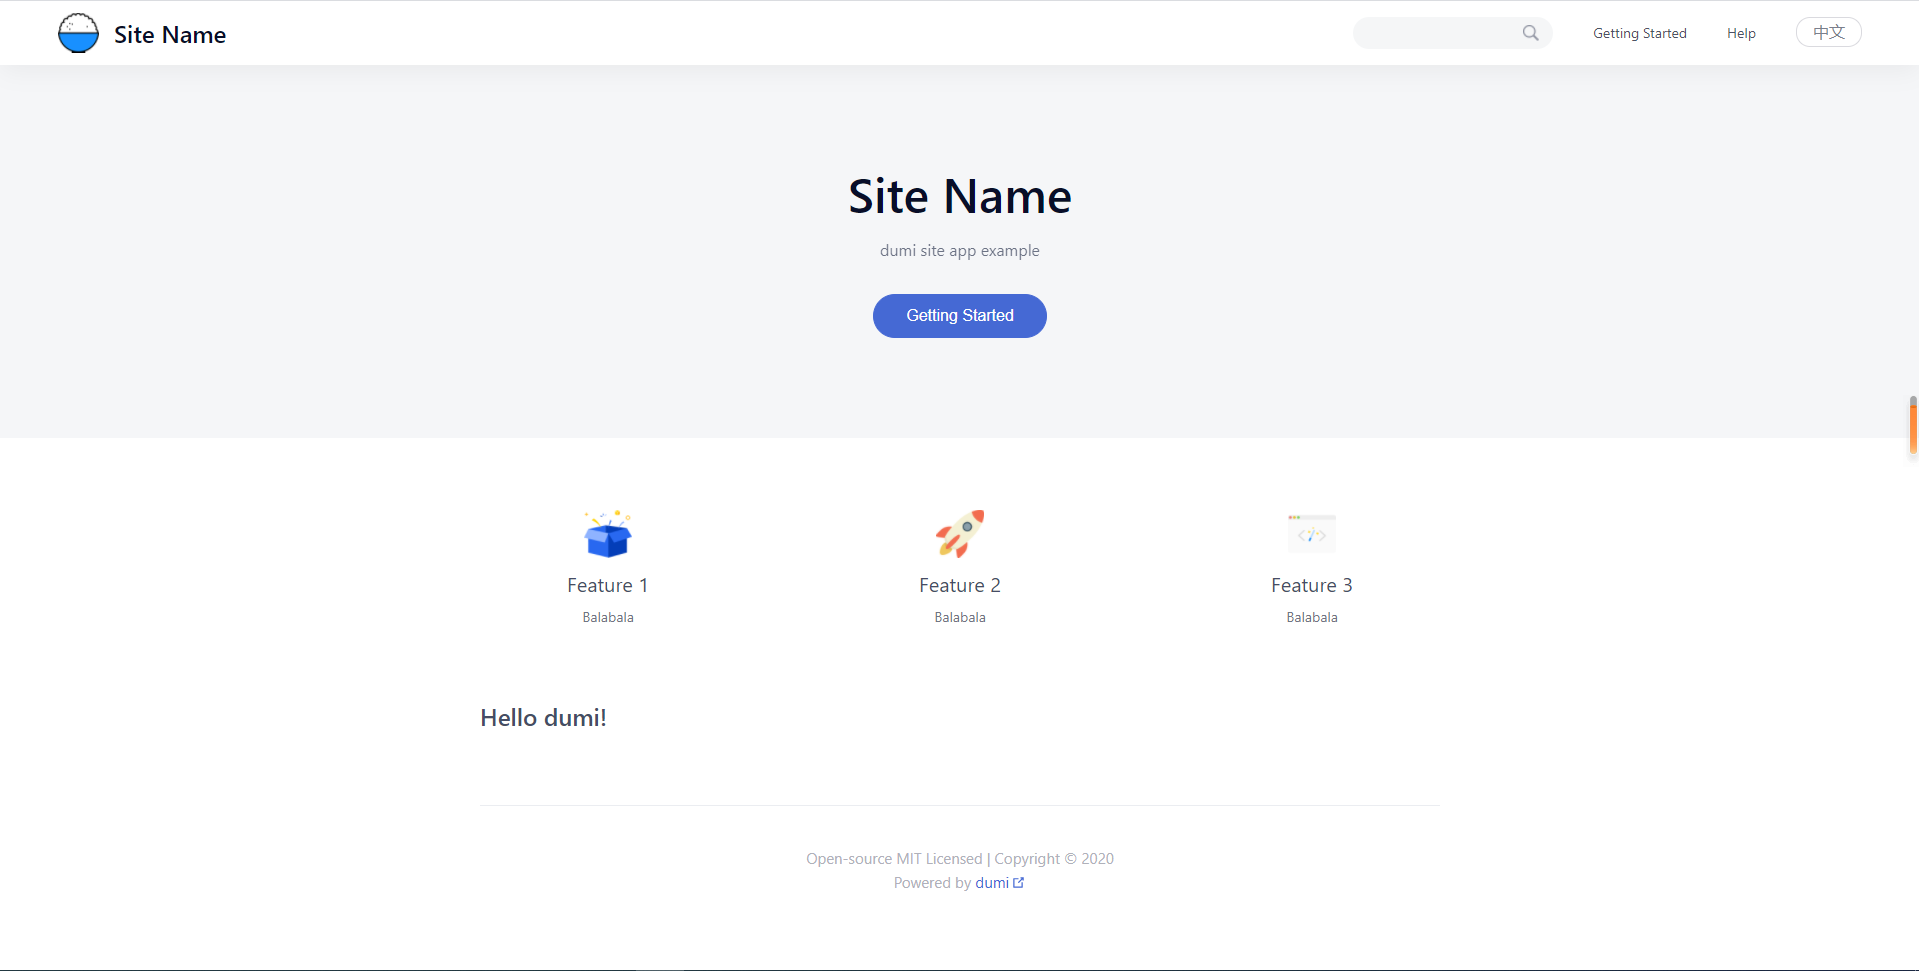 Site Name
Getting Started
Help
中文
Site Name
dumi site app example
Getting Started
Feature 1
Feature 2
Feature 3
Balabala
Balabala
Balabala
Hello dumi!
Open-source MIT Licensed | Copyright © 2020
Powered by dumi